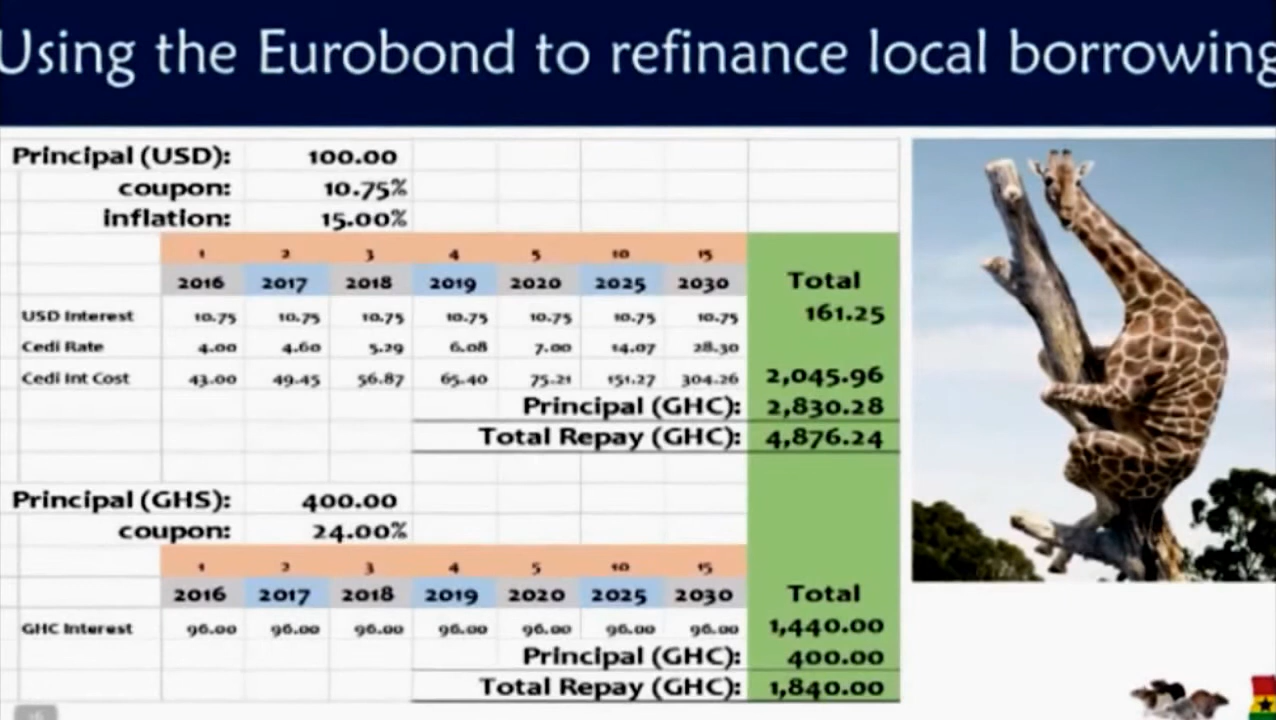 Using the Eurobond to refinance local borrowing
Principal (USD): 100.00
coupon: 10.75%
inflation: 15.00%
1 2 3 4 5 10 15
2016 2017 2018 2019 2020 2025 2030 Total
USD Interest 10.75 10.75 10.75 10.75 10.75 10.75 10.75 161.25
Cedi Rate 4.00 4.60 5.29 6.08 7.00 14.07 28.30
Cedi Int Cost 43.00 49.45 56.87 65.40 75.21 151.27 304.26 2,045.96
Principal (GHC): 2,830.28
Total Repay (GHC): 4,876.24
Principal (GHS): 400.00
coupon: 24.00%
1 2 3 4 5 10 15
2016 2017 2018 2019 2020 2025 2030 Total
GHC Interest 96.00 96.00 96.00 96.00 96.00 96.00 96.00 1,440.00
Principal (GHC): 400.00
Total Repay (GHC): 1,840.00